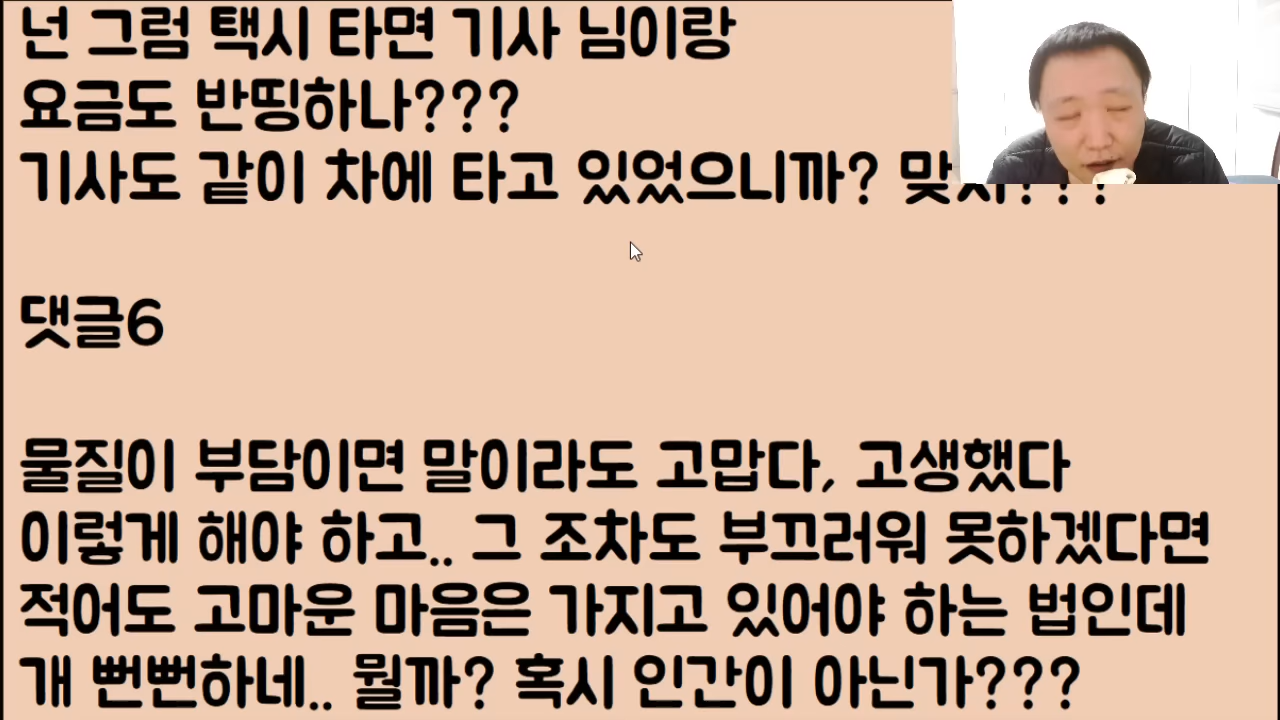 넌 그럼 택시 타면 기사 님이랑
요금도 반띵하나???
기사도 같이 차에 타고 있었으니까? 맞지???
댓글6
물질이 부담이면 말이라도 고맙다, 고생했다
이렇게 해야 하고.. 그 조차도 부끄러워 못하겠다면
적어도 고마운 마음은 가지고 있어야 하는 법인데
개 뻔뻔하네.. 뭘까? 혹시 인간이 아닌가???